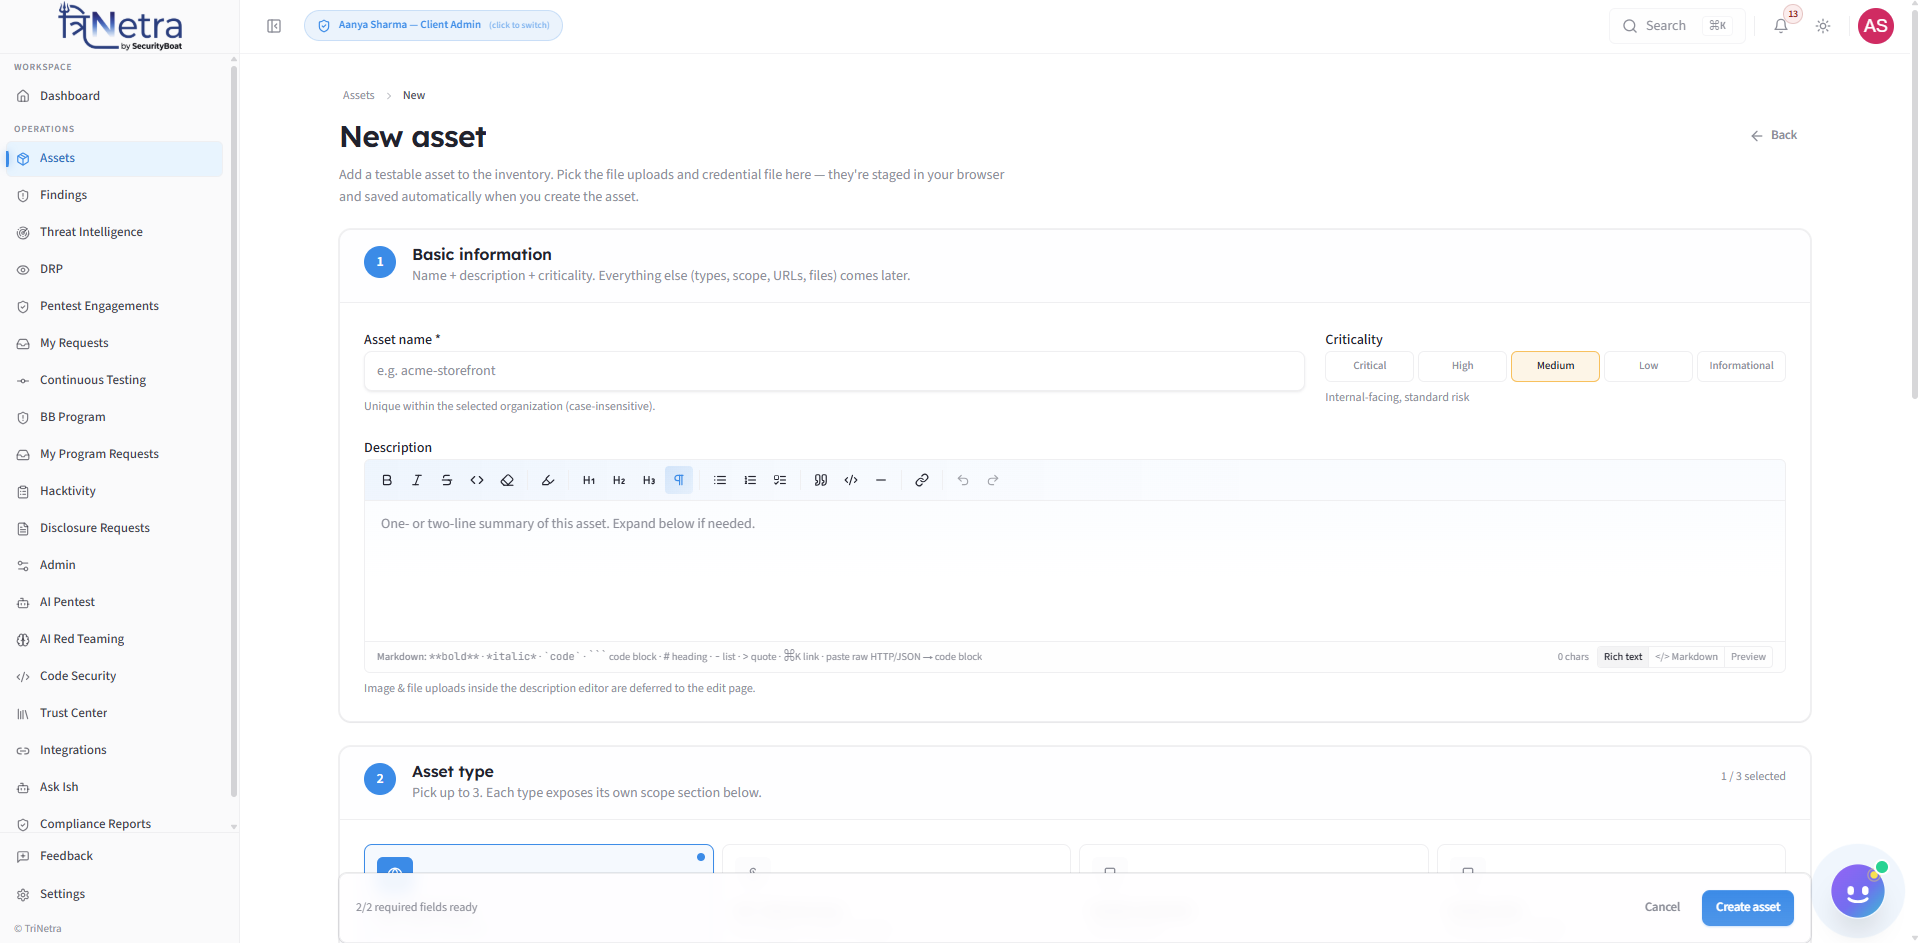 त्रिNetra
by SecurityBoat
WORKSPACE
Dashboard
OPERATIONS
Assets
Findings
Threat Intelligence
DRP
Pentest Engagements
My Requests
Continuous Testing
BB Program
My Program Requests
Hacktivity
Disclosure Requests
Admin
AI Pentest
AI Red Teaming
Code Security
Trust Center
Integrations
Ask Ish
Compliance Reports
Feedback
Settings
© TriNetra
Aanya Sharma — Client Admin (click to switch)
Search ⌘K
13
AS
Assets > New
New asset
← Back
Add a testable asset to the inventory. Pick the file uploads and credential file here — they're staged in your browser
and saved automatically when you create the asset.
1
Basic information
Name + description + criticality. Everything else (types, scope, URLs, files) comes later.
Asset name *
e.g. acme-storefront
Unique within the selected organization (case-insensitive).
Criticality
Critical High Medium Low Informational
Internal-facing, standard risk
Description
B I S <> H1 H2 H3 ¶ </>
One- or two-line summary of this asset. Expand below if needed.
Markdown: **bold** · *italic* · `code` · ``` code block · # heading · - list · > quote · ⌘K link · paste raw HTTP/JSON → code block
0 chars Rich text </> Markdown Preview
Image & file uploads inside the description editor are deferred to the edit page.
2
Asset type
Pick up to 3. Each type exposes its own scope section below.
1 / 3 selected
2/2 required fields ready
Cancel Create asset